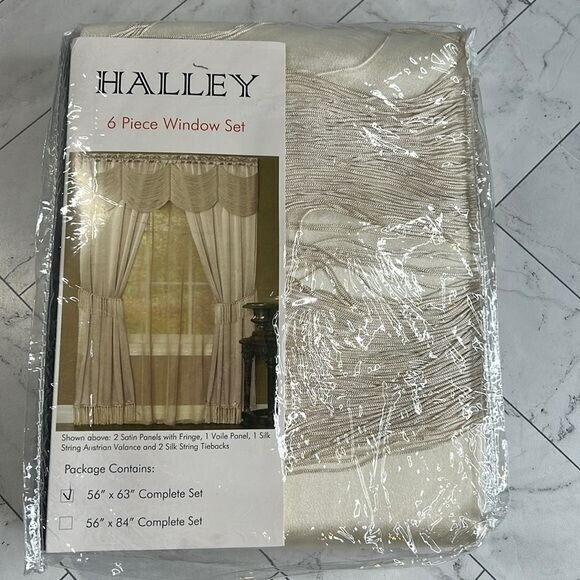 HALLEY
6 Piece Window Set
Shown above: 2 Satin Panels with Fringe, 1 Voile Panel, 1 Silk
String Austrian Valance and 2 Silk String Tiebacks
Package Contains:
56" x 63" Complete Set
56" x 84" Complete Set